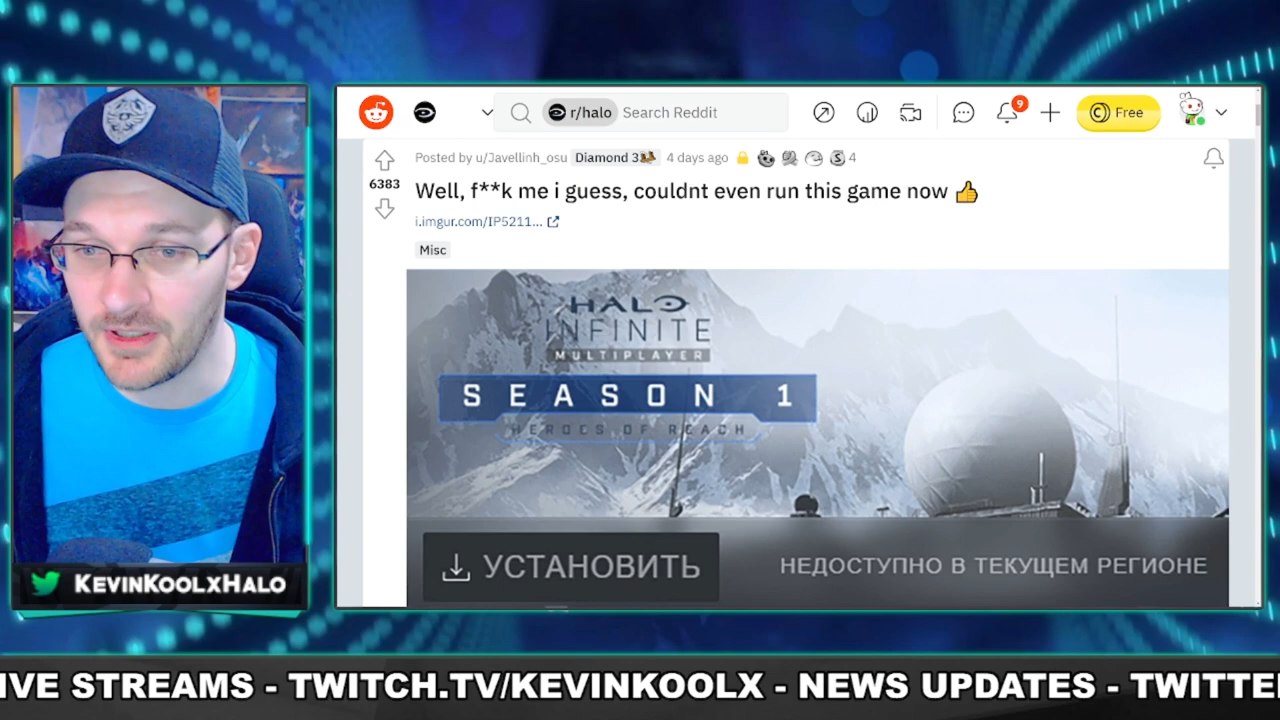 r/halo Search Reddit
9
Free
Posted by u/Javellinh_osu Diamond 3 4 days ago 4
6383
Well, f**k me i guess, couldnt even run this game now 👍
i.imgur.com/IP5211...
Misc
HALO
INFINITE
MULTIPLAYER
SEASON 1
HEROES OF REACH
УСТАНОВИТЬ
НЕДОСТУПНО В ТЕКУЩЕМ РЕГИОНЕ
KEVINKOOLXHALO
IVE STREAMS - TWITCH.TV/KEVINKOOLX - NEWS UPDATES - TWITTE